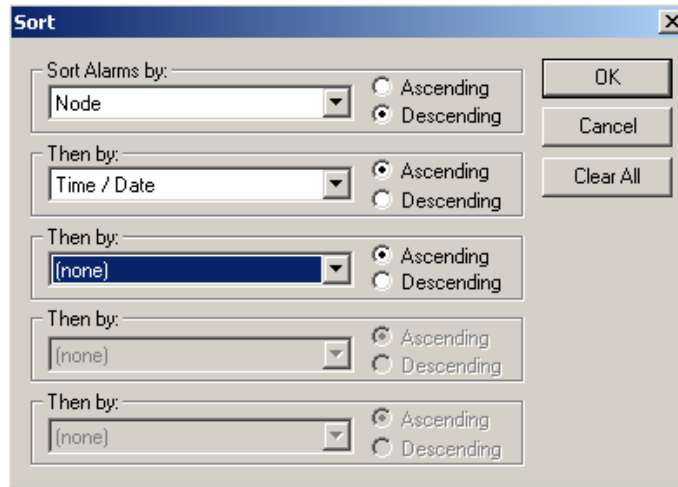 Sort
Sort Alarms by:
Node
Ascending
Descending
OK
Cancel
Clear All
Then by:
Time / Date
Ascending
Descending
Then by:
(none)
Ascending
Descending
Then by:
(none)
Ascending
Descending
Then by:
(none)
Ascending
Descending